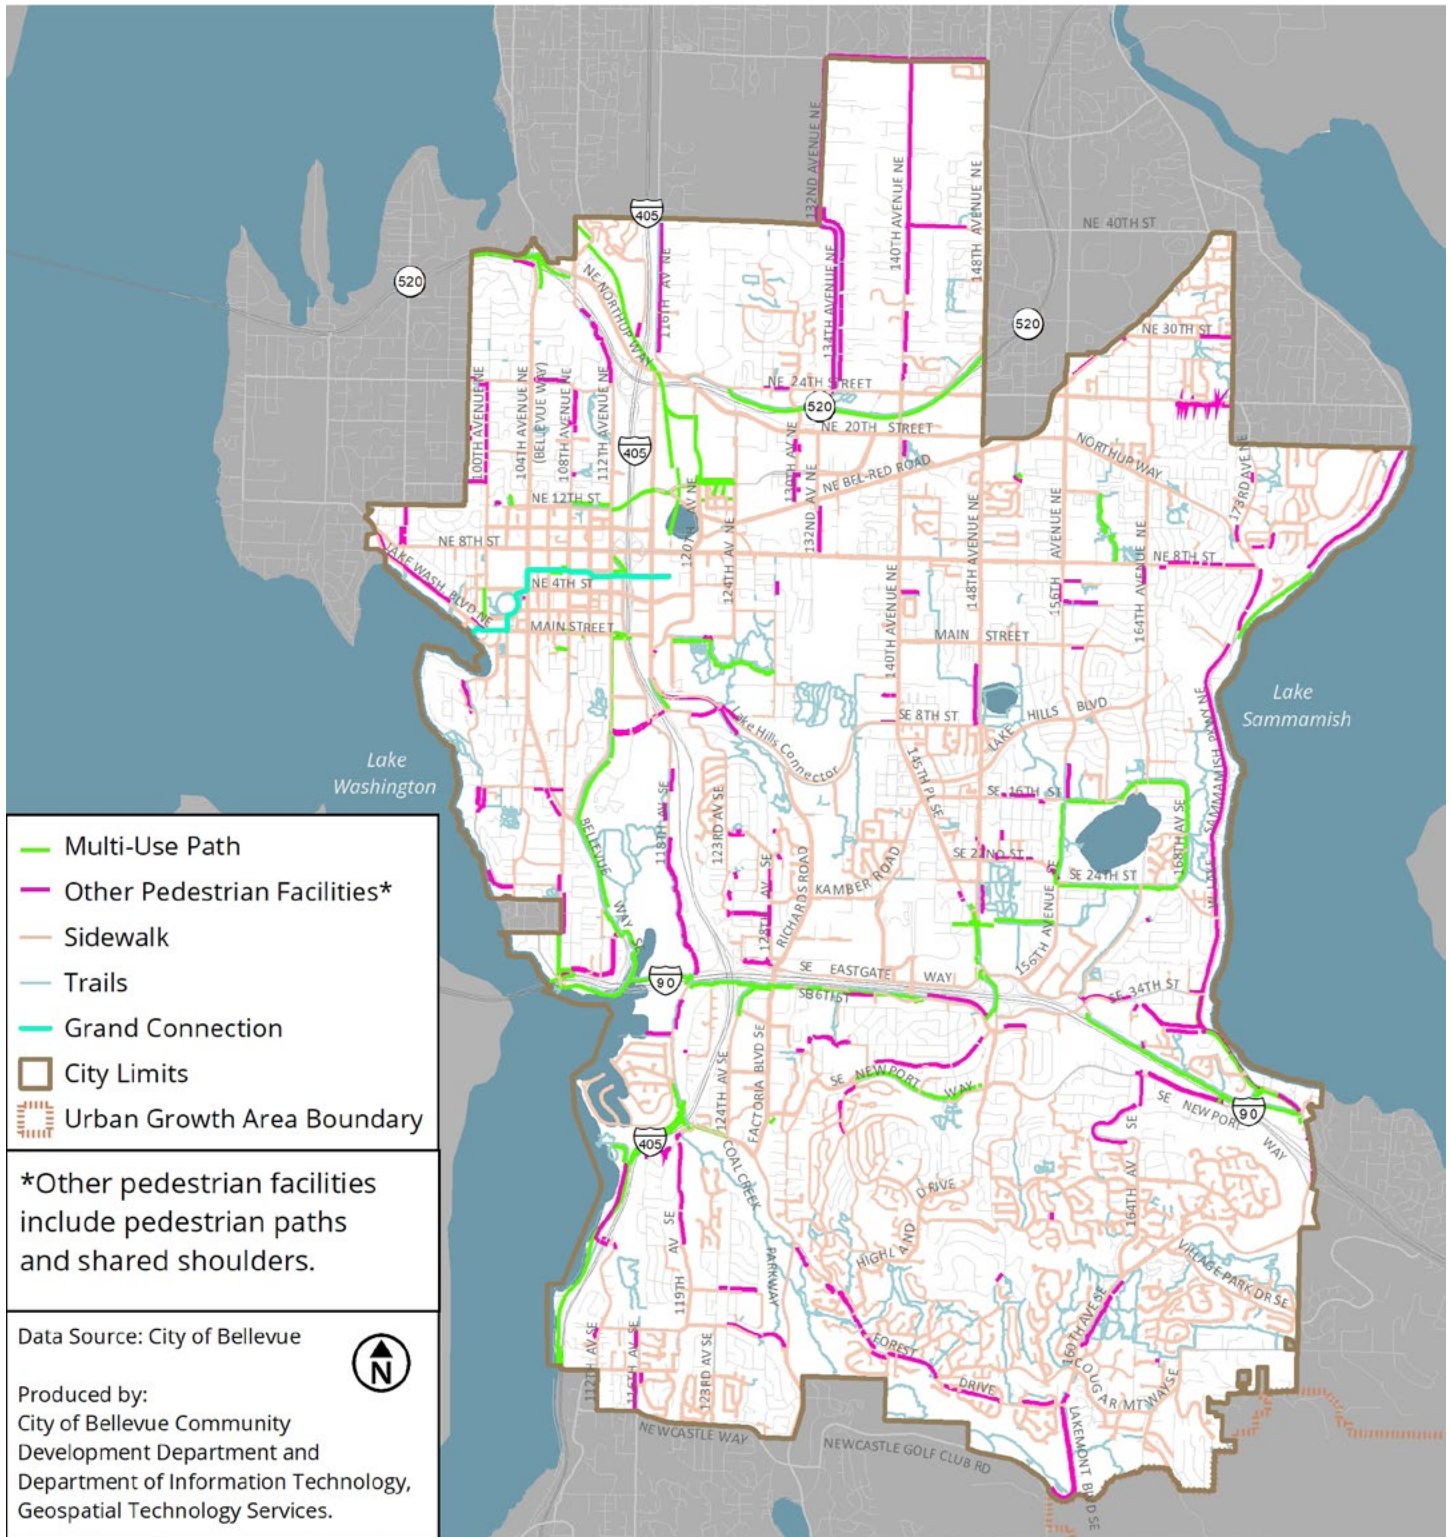 132ND AVENUE NE
140TH AVENUE NE
148TH AVENUE NE
405
NE 40TH ST
520
NE NORTHUP WAY
116TH AV NE
134TH AVENUE NE
520
NE 30TH ST
NE 24TH STREET
520
100TH AVENUE NE
104TH AVENUE NE
(BELLEVUE WAY)
108TH AVENUE NE
112TH AVENUE NE
NE 20TH STREET
405
130TH AV NE
132ND AV NE
NE BEL-RED ROAD
NORTHUP WAY
173RD AVE NE
NE 12TH ST
120TH AV NE
124TH AV NE
NE 8TH ST
LAKE WASH BLVD NE
NE 4TH ST
MAIN STREET
140TH AVENUE NE
148TH AVENUE NE
156TH AVENUE NE
164TH AVENUE NE
NE 8TH ST
MAIN STREET
Lake
Sammamish
Lake Hills Connector
SE 8TH ST
LAKE HILLS BLVD
W LAKE SAMMAMISH PKWY NE
Lake
Washington
145TH PL SE
SE 16TH ST
118TH AV SE
123RD AV SE
BELLEVUE WAY SE
128TH AV SE
RICHARDS ROAD
KAMBER ROAD
SE 22ND ST
SE 24TH ST
168TH AV SE
156TH AVENUE SE
90
SE EASTGATE WAY
SE 34TH ST
124TH AV SE
FACTORIA BLVD SE
SE NEWPORT WAY
SE NEWPORT WAY
90
405
COAL CREEK PARKWAY
164TH AV SE
HIGHLAND DRIVE
VILLAGE PARK DR SE
119TH AV SE
160TH AVE SE
FOREST DRIVE
COUGAR MT WAY SE
112TH AV SE
116TH AV SE
123RD AV SE
LAKEMONT BLVD SE
NEWCASTLE WAY
NEWCASTLE GOLF CLUB RD
Multi-Use Path
Other Pedestrian Facilities*
Sidewalk
Trails
Grand Connection
City Limits
Urban Growth Area Boundary
*Other pedestrian facilities
include pedestrian paths
and shared shoulders.
Data Source: City of Bellevue
N
Produced by:
City of Bellevue Community
Development Department and
Department of Information Technology,
Geospatial Technology Services.